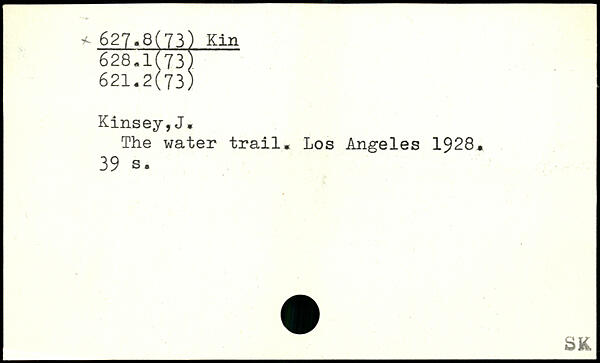 × 627.8(73) Kin
628.1(73)
621.2(73)
Kinsey,J.
The water trail. Los Angeles 1928.
39 s.
SK